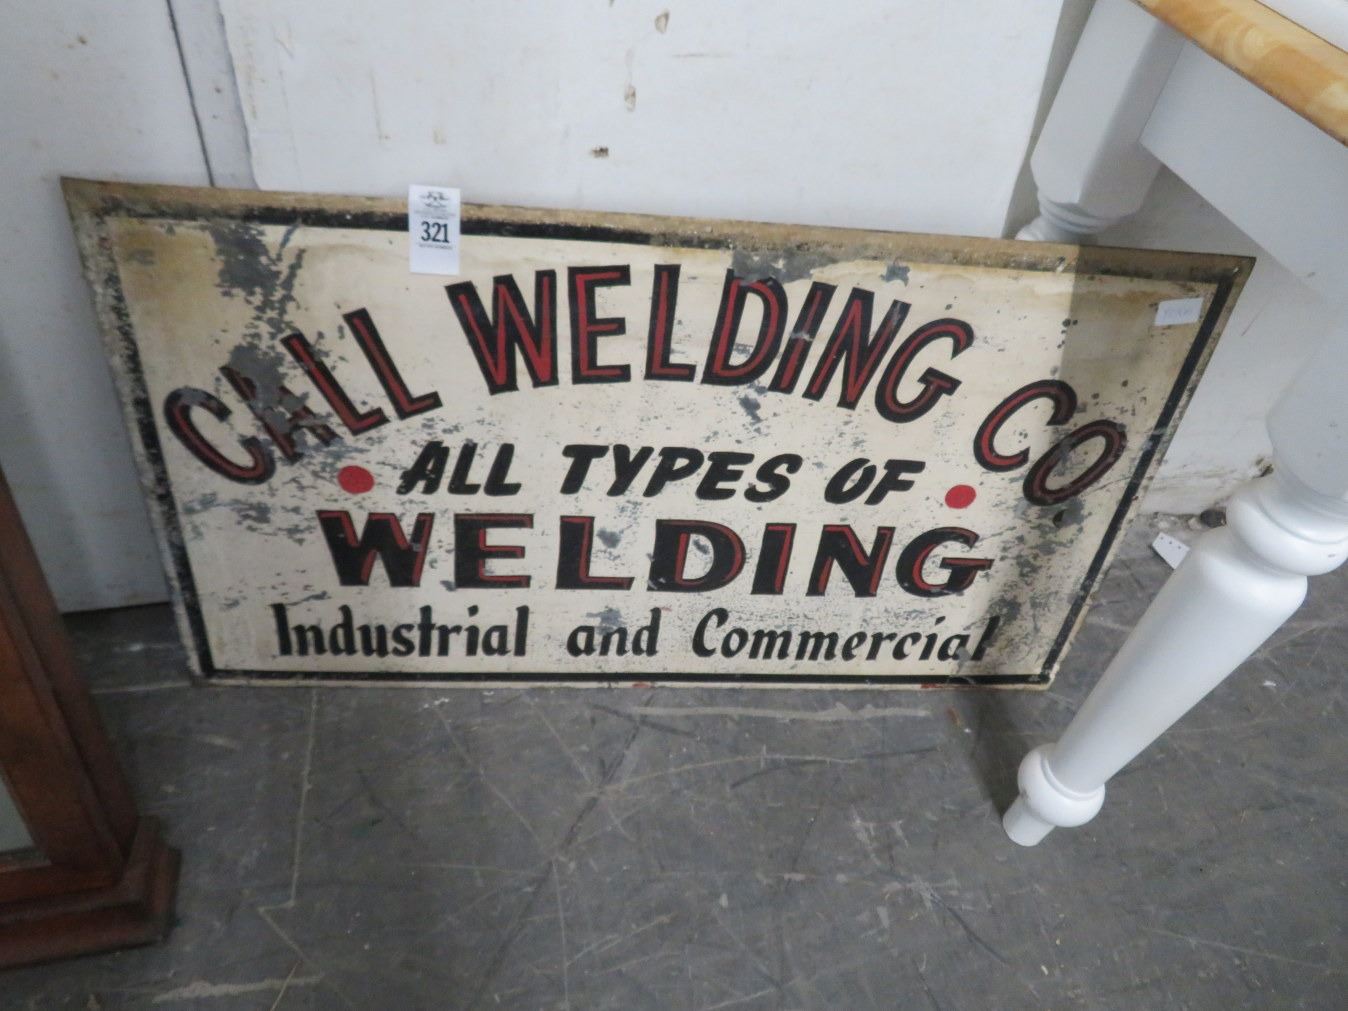 321
CALL WELDING CO
ALL TYPES OF
WELDING
Industrial and Commercial